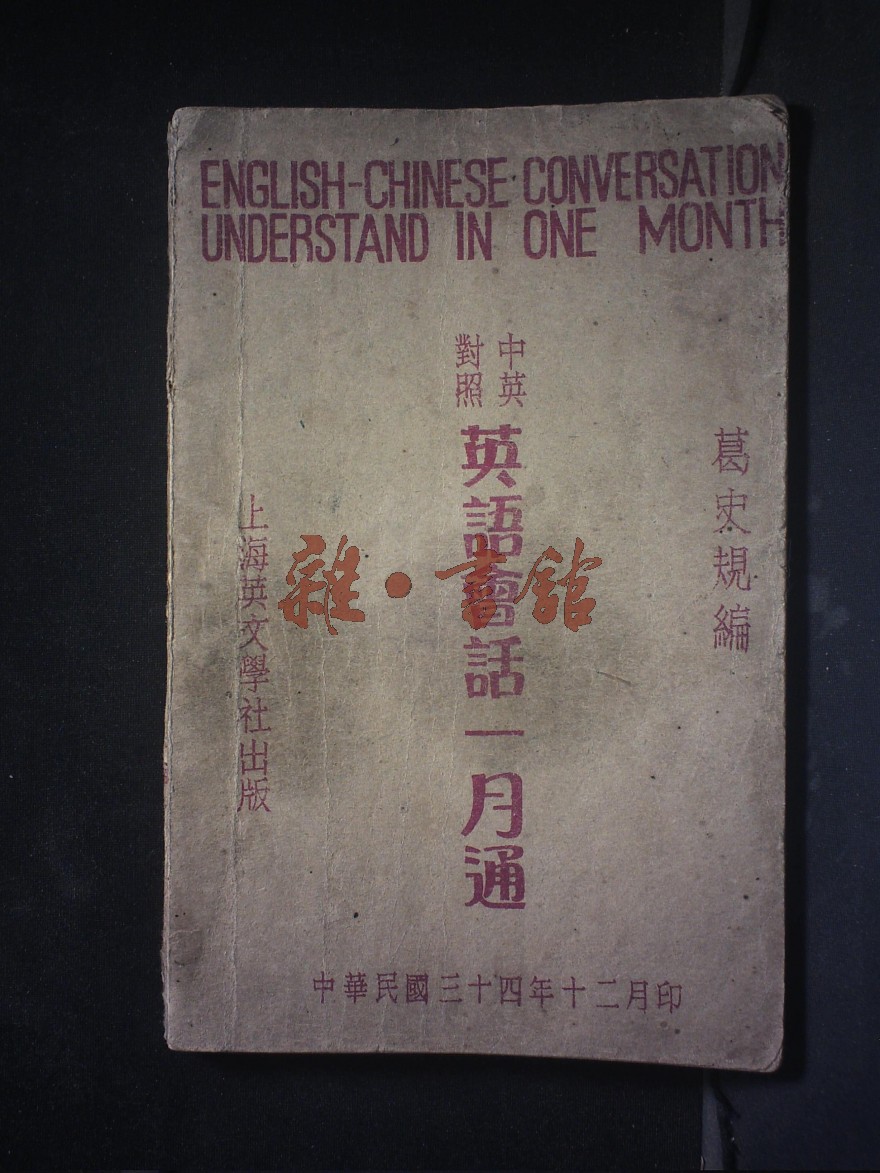 ENGLISH-CHINESE CONVERSATION
UNDERSTAND IN ONE MONTH
中英
對照
英語會話一月通
葛史規編
上海英文學社出版
雜·書館
中華民國三十四年十二月印